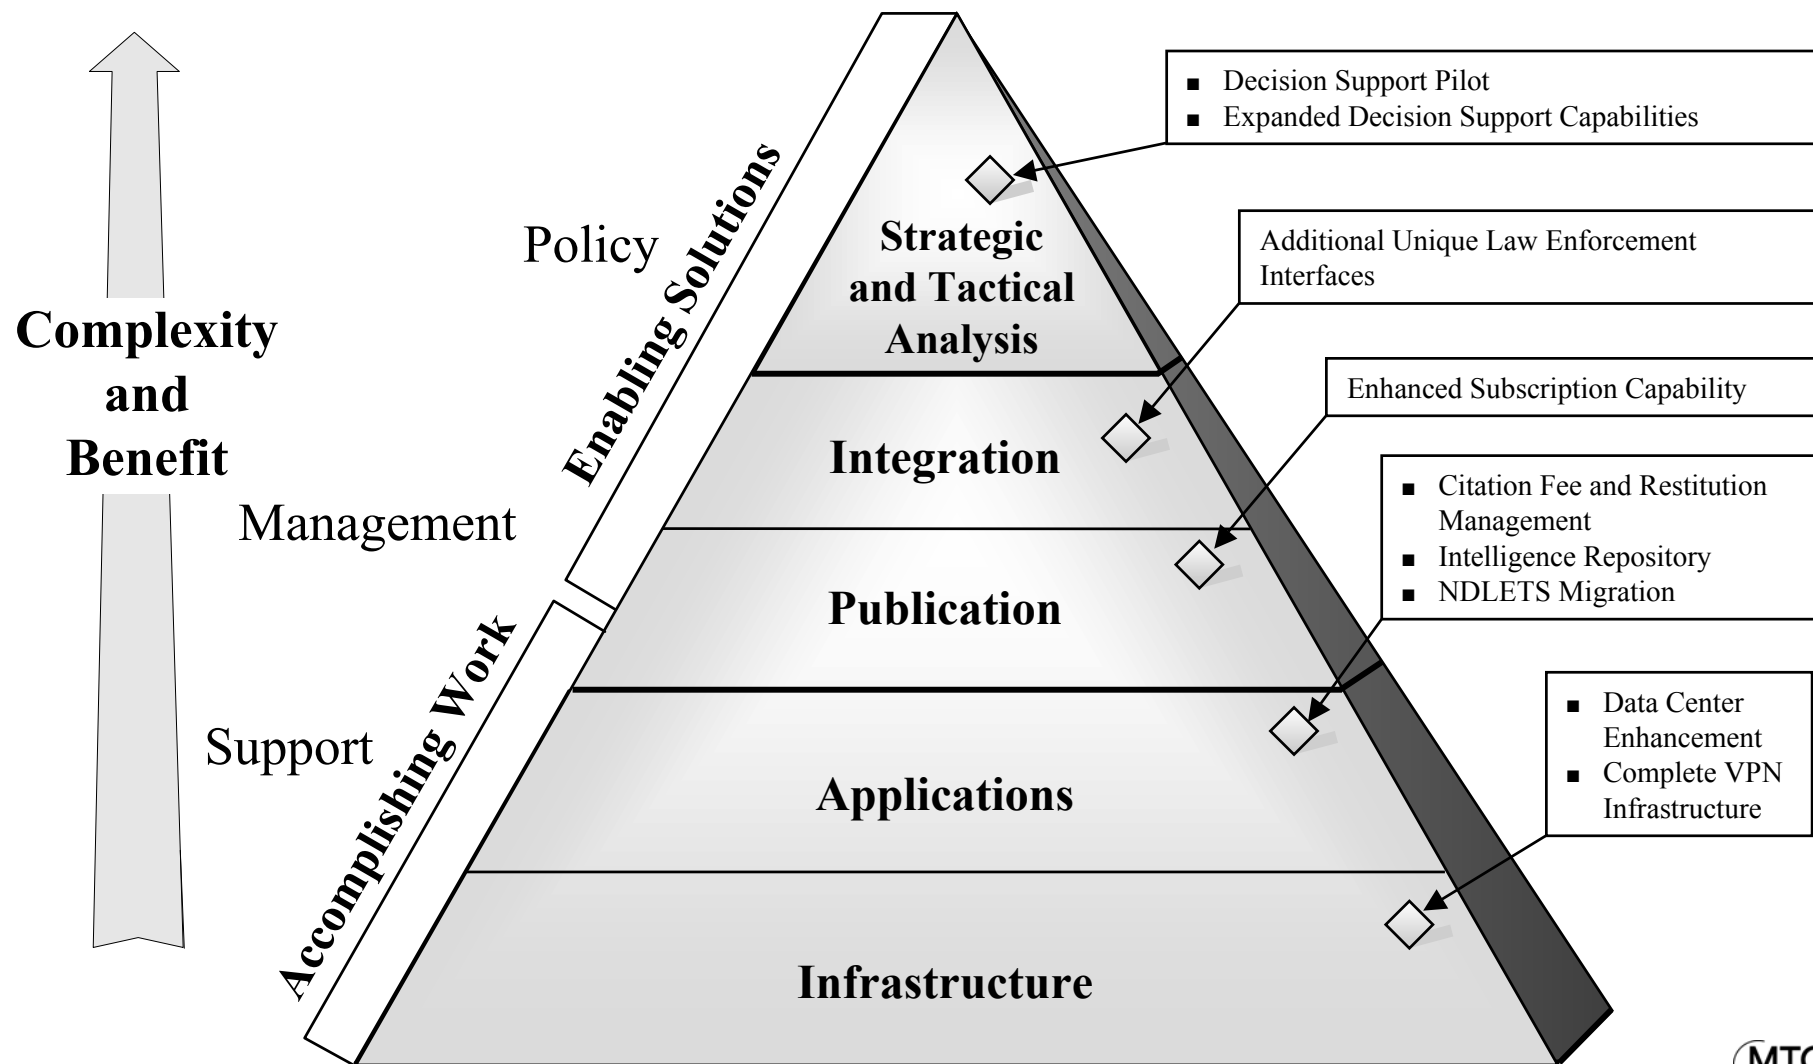 Complexity
and
Benefit
Policy
Management
Support
Enabling Solutions
Accomplishing Work
Strategic
and Tactical
Analysis
Integration
Publication
Applications
Infrastructure
■ Decision Support Pilot
■ Expanded Decision Support Capabilities
Additional Unique Law Enforcement
Interfaces
Enhanced Subscription Capability
■ Citation Fee and Restitution
Management
■ Intelligence Repository
■ NDLETS Migration
■ Data Center
Enhancement
■ Complete VPN
Infrastructure